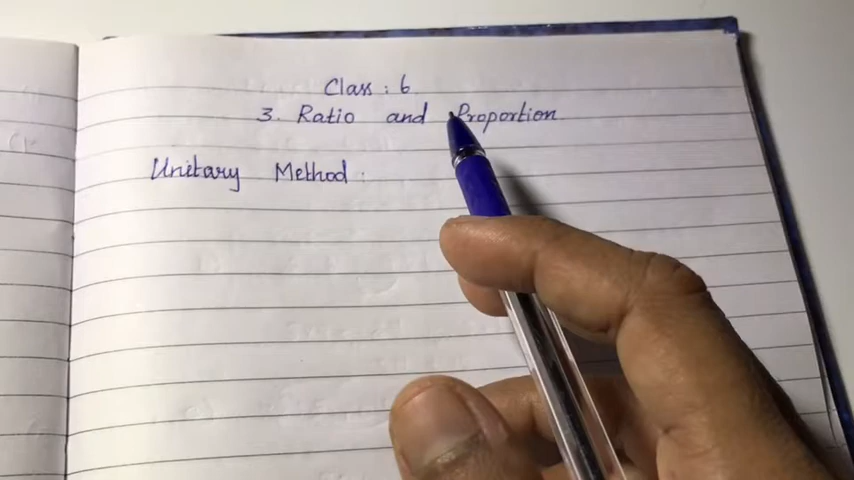 Class : 6
3. Ratio and Proportion
Unitary Method :